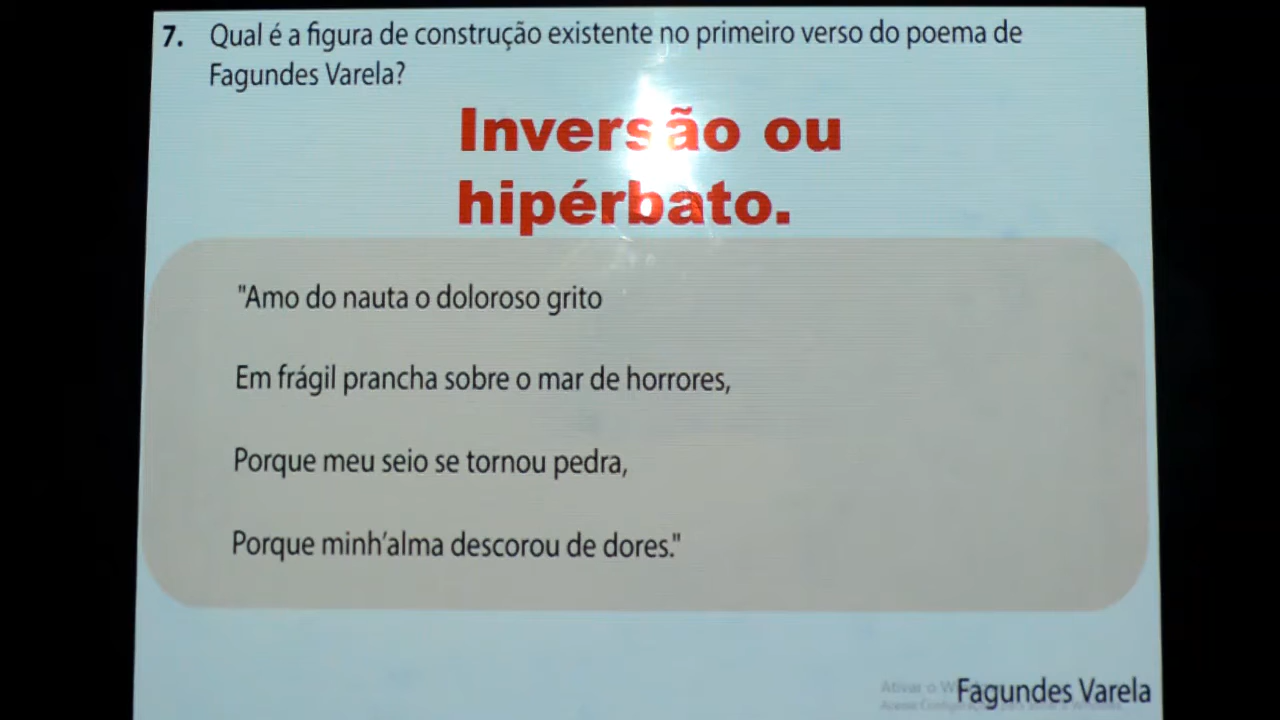 7. Qual é a figura de construção existente no primeiro verso do poema de
Fagundes Varela?
Inversão ou
hipérbato.
"Amo do nauta o doloroso grito
Em frágil prancha sobre o mar de horrores,
Porque meu seio se tornou pedra,
Porque minh'alma descorou de dores."
Ativar o
Fagundes Varela